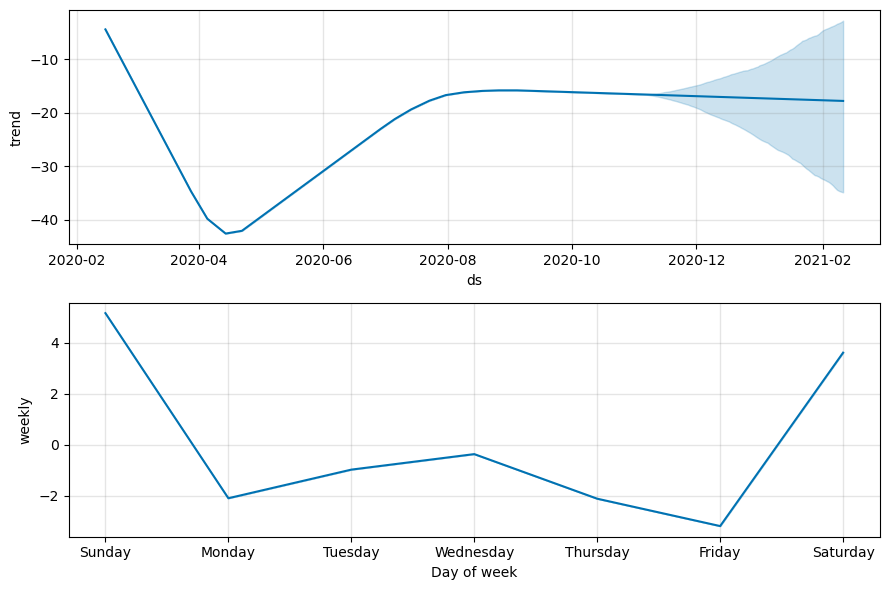 −10
−20
−30
−40
trend
2020-02 2020-04 2020-06 2020-08 2020-10 2020-12 2021-02
ds
4
2
0
−2
weekly
Sunday Monday Tuesday Wednesday Thursday Friday Saturday
Day of week